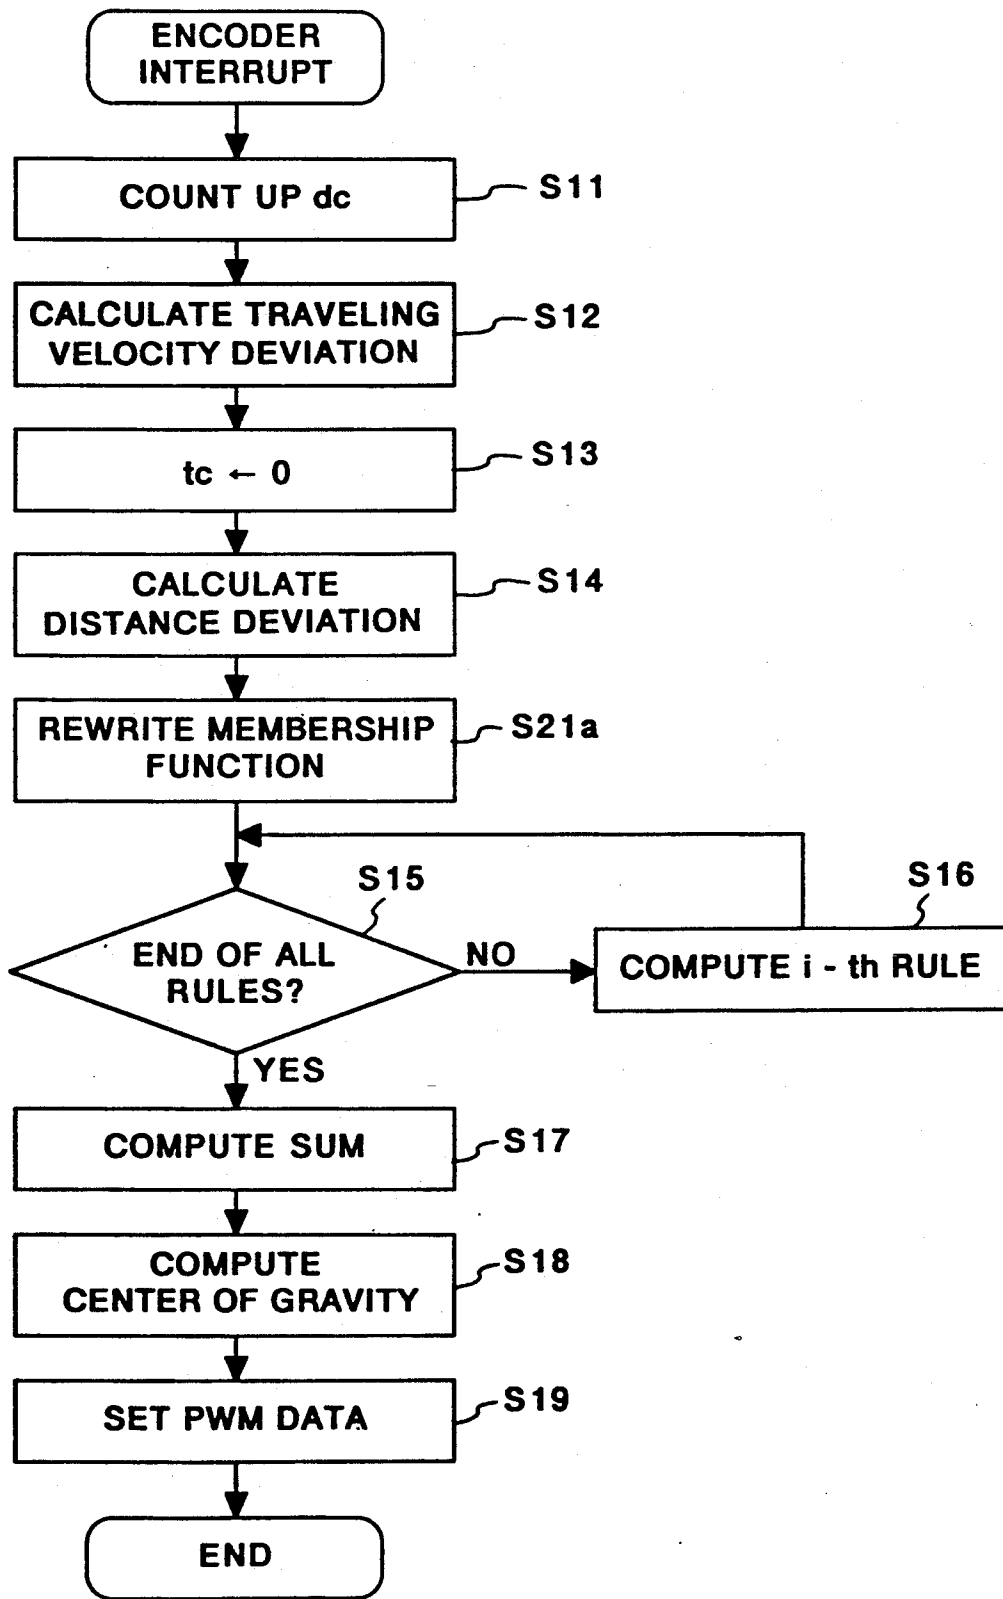 ENCODER
INTERRUPT
COUNT UP dc
S11
CALCULATE TRAVELING
VELOCITY DEVIATION
S12
tc ← 0
S13
CALCULATE
DISTANCE DEVIATION
S14
REWRITE MEMBERSHIP
FUNCTION
S21a
S15
END OF ALL
RULES?
NO
S16
COMPUTE i - th RULE
YES
COMPUTE SUM
S17
COMPUTE
CENTER OF GRAVITY
S18
SET PWM DATA
S19
END